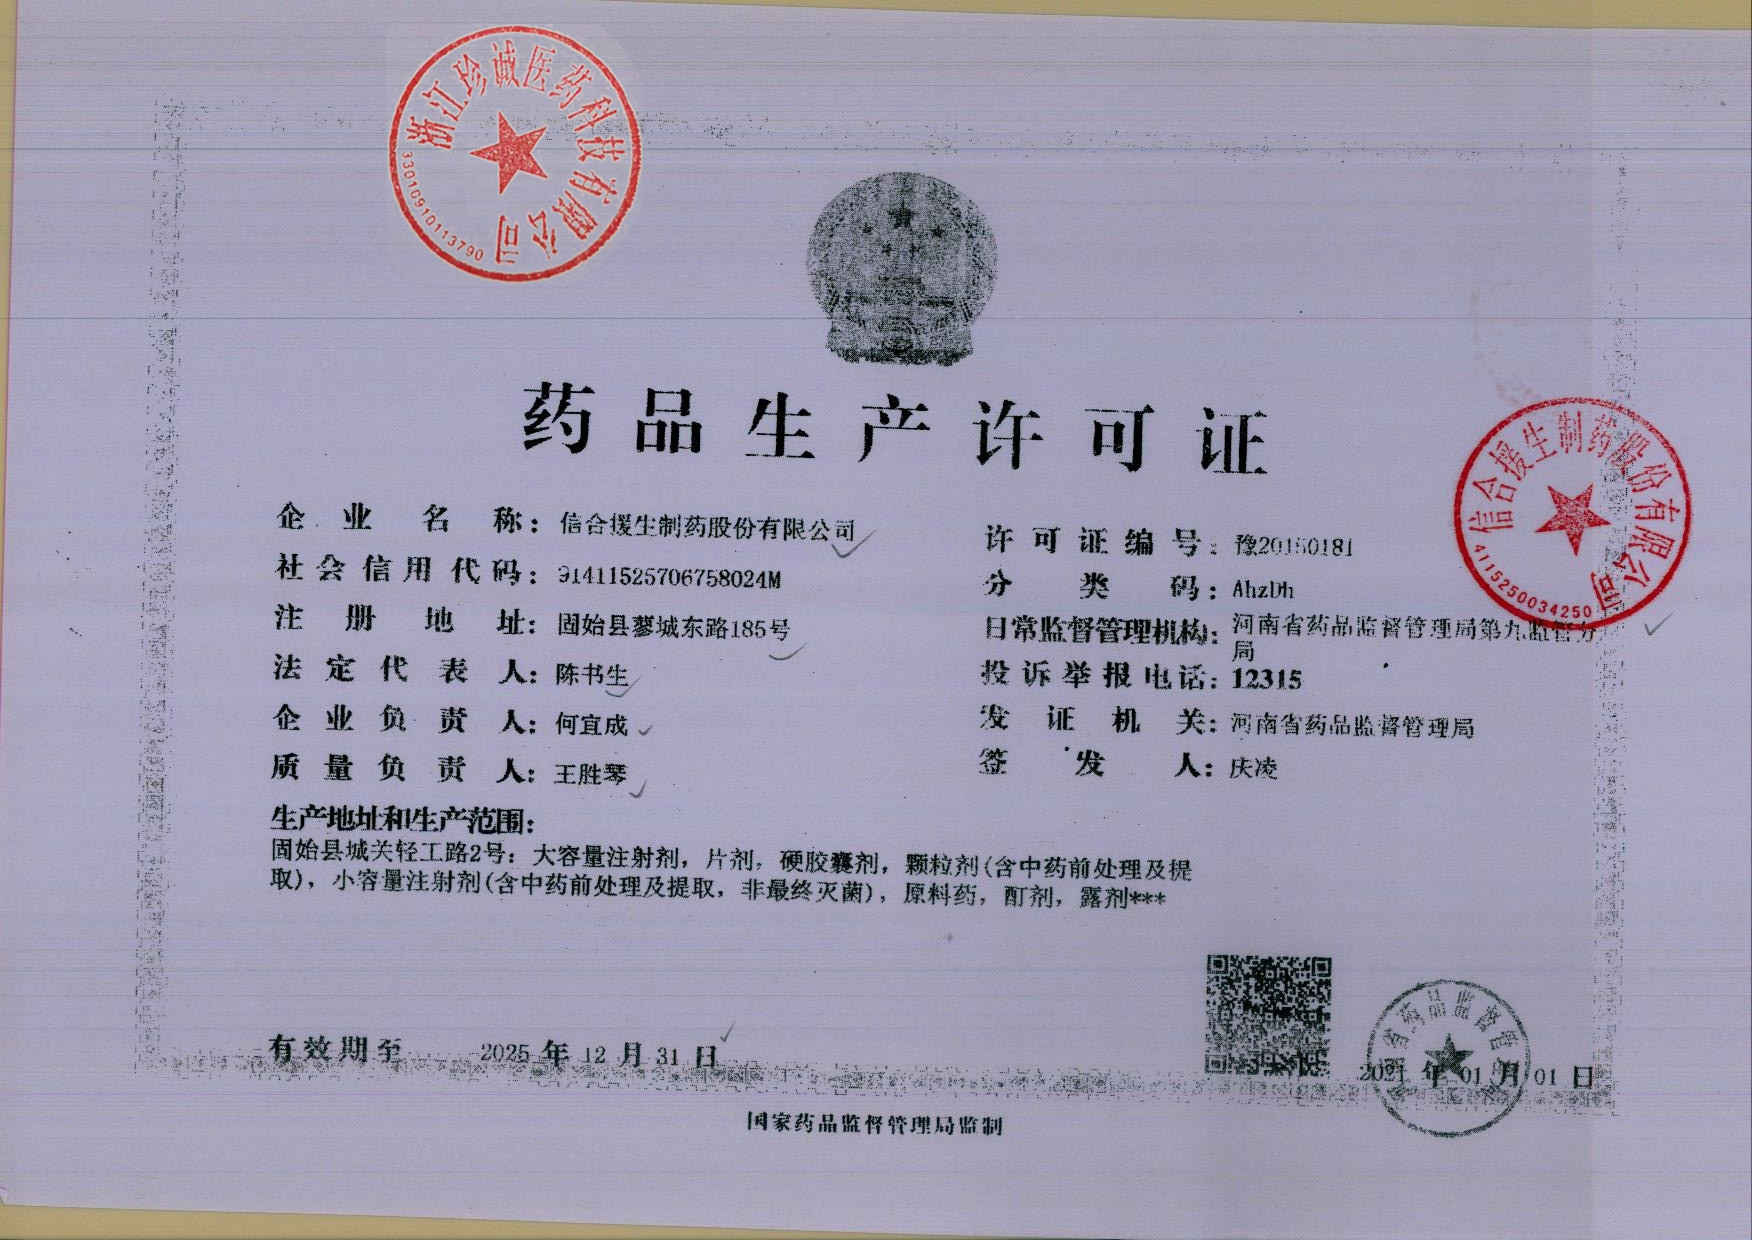 浙江珍诚医药科技有限公司
33010910113790
药品生产许可证
信合援生制药股份有限公司
4115250034250
企业名称：信合援生制药股份有限公司
许可证编号：豫20150181
社会信用代码：91411525706758024M
分类码：AhzDh
注册地址：固始县蓼城东路185号
日常监督管理机构：河南省药品监督管理局第九监管分
局
法定代表人：陈书生
投诉举报电话：12315
企业负责人：何宜成
发证机关：河南省药品监督管理局
质量负责人：王胜琴
签发人：庆凌
生产地址和生产范围：
固始县城关轻工路2号：大容量注射剂，片剂，硬胶囊剂，颗粒剂(含中药前处理及提
取)，小容量注射剂(含中药前处理及提取，非最终灭菌)，原料药，酊剂，露剂***
有效期至 2025年12月31日
省药品监督管
2021年01月01日
国家药品监督管理局监制